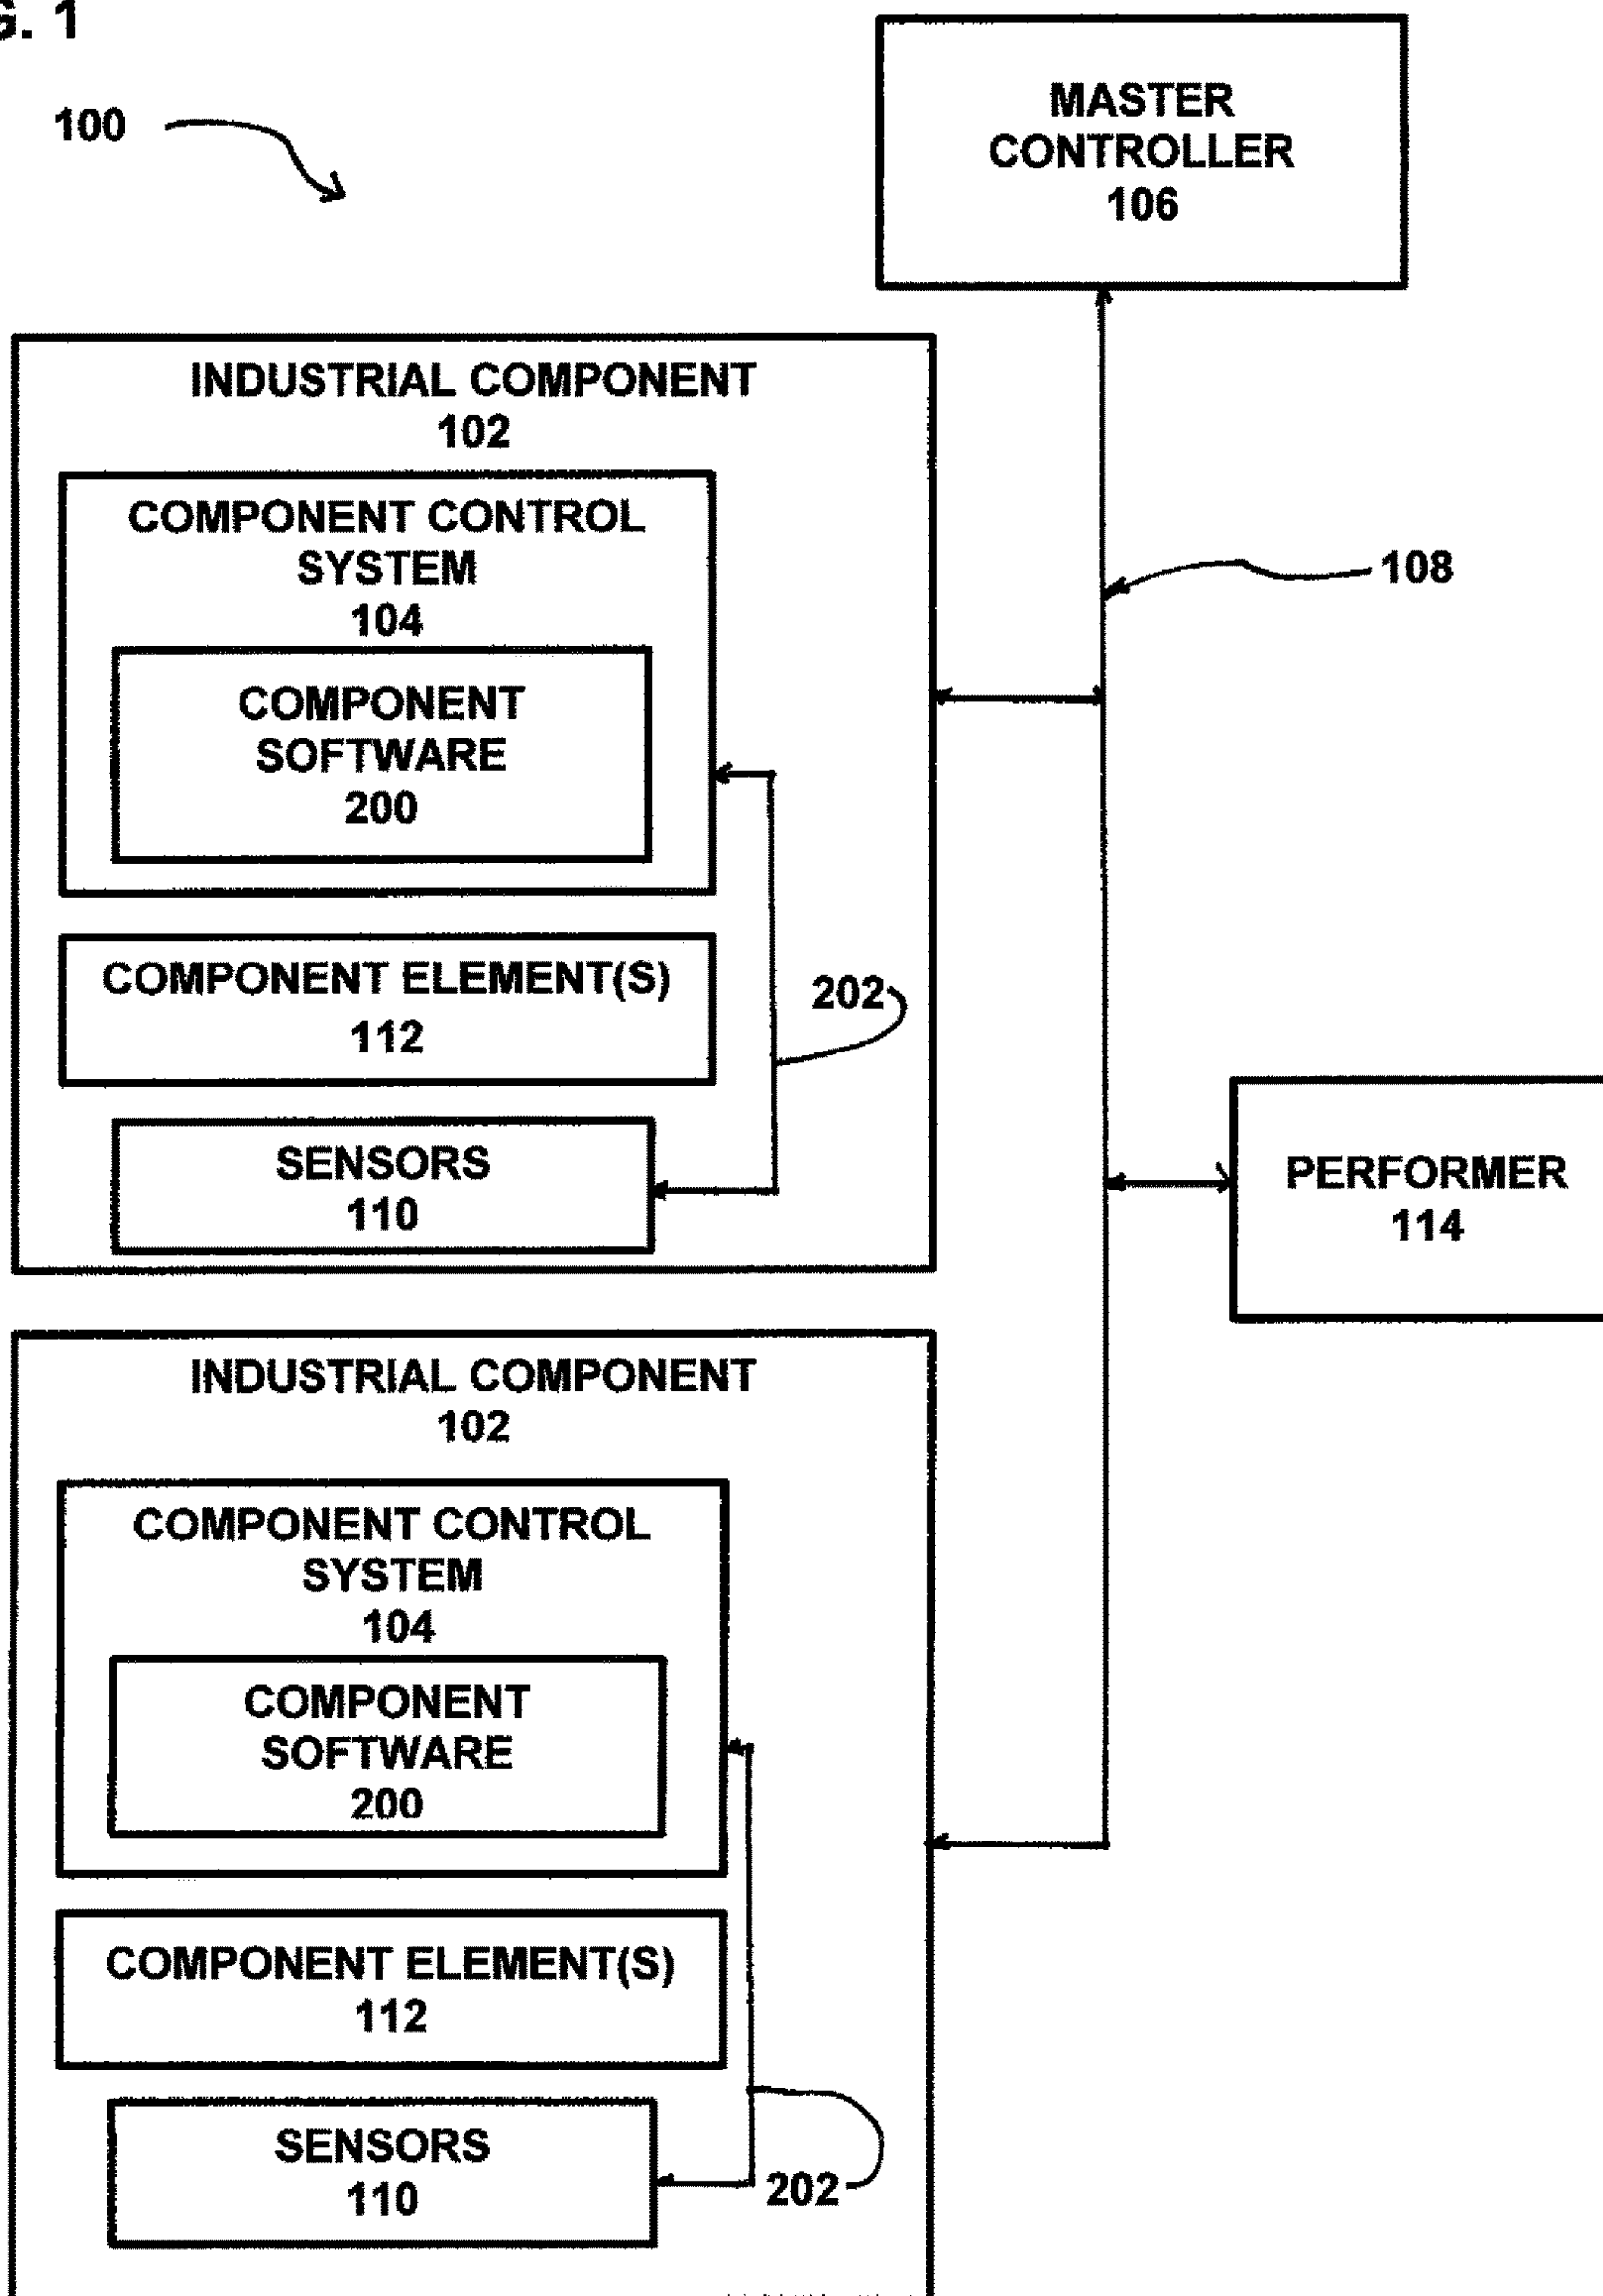 G. 1
100
MASTER
CONTROLLER
106
INDUSTRIAL COMPONENT
102
COMPONENT CONTROL
SYSTEM
104
COMPONENT
SOFTWARE
200
108
COMPONENT ELEMENT(S)
112
202
SENSORS
110
PERFORMER
114
INDUSTRIAL COMPONENT
102
COMPONENT CONTROL
SYSTEM
104
COMPONENT
SOFTWARE
200
COMPONENT ELEMENT(S)
112
SENSORS
110
202